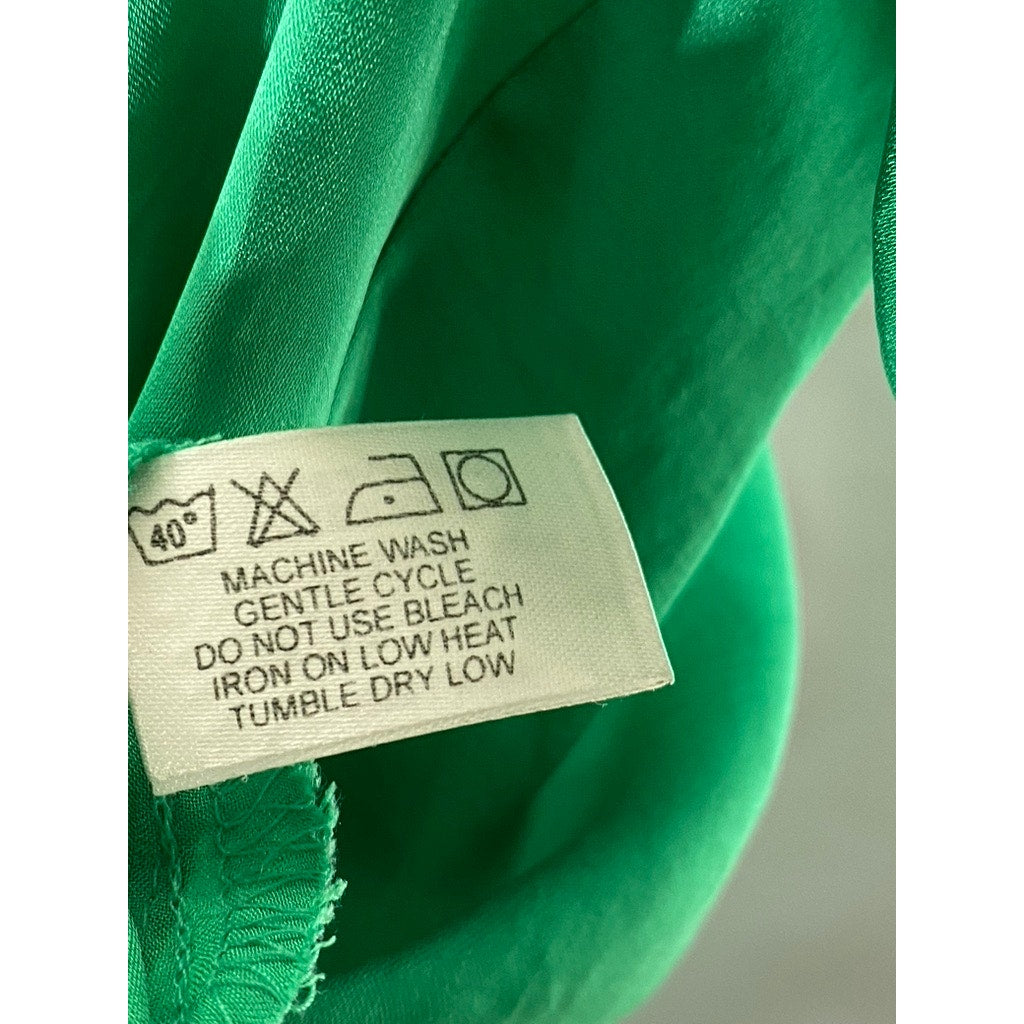 40°
MACHINE WASH
GENTLE CYCLE
DO NOT USE BLEACH
IRON ON LOW HEAT
TUMBLE DRY LOW